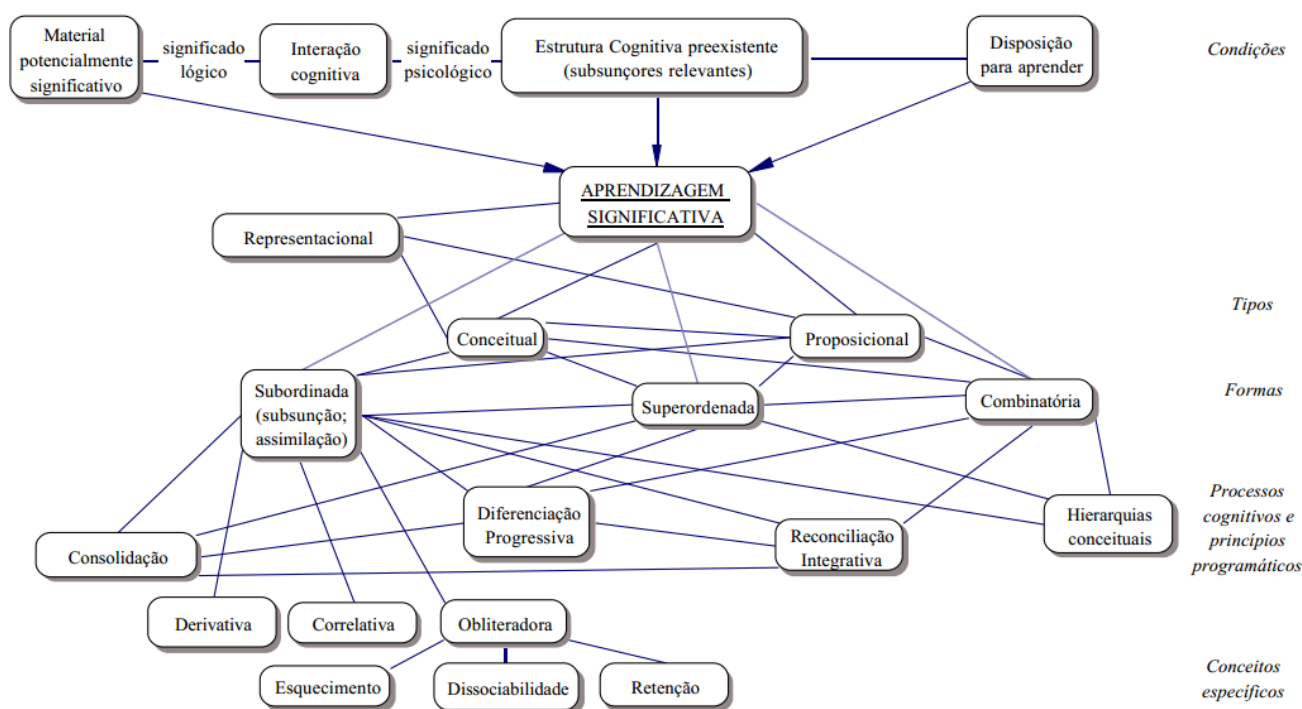 Material
potencialmente
significativo
significado
lógico
Interação
cognitiva
significado
psicológico
Estrutura Cognitiva preexistente
(subsunçores relevantes)
Disposição
para aprender
Condições
APRENDIZAGEM
SIGNIFICATIVA
Representacional
Tipos
Conceitual
Proposicional
Subordinada
(subsunção;
assimilação)
Superordenada
Combinatória
Formas
Consolidação
Diferenciação
Progressiva
Reconciliação
Integrativa
Hierarquias
conceituais
Processos
cognitivos e
princípios
programáticos
Derivativa
Correlativa
Obliteradora
Esquecimento
Dissociabilidade
Retenção
Conceitos
específicos